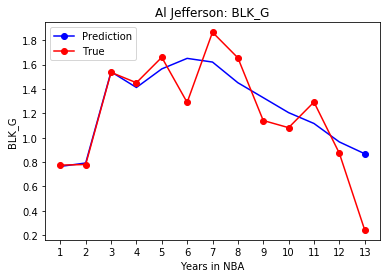 Al Jefferson: BLK_G
Prediction
True
BLK_G
1.8
1.6
1.4
1.2
1.0
0.8
0.6
0.4
0.2
1 2 3 4 5 6 7 8 9 10 11 12 13
Years in NBA